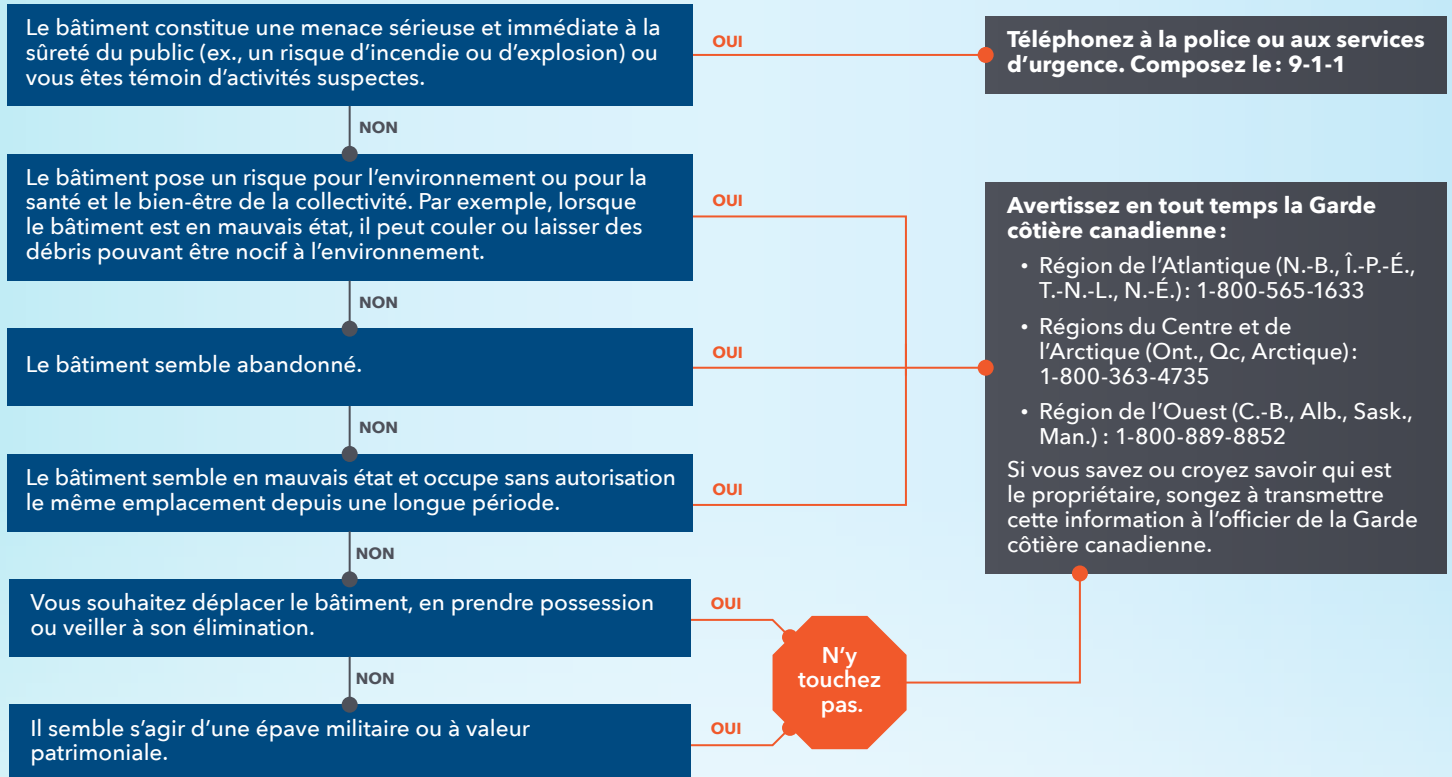 Le bâtiment constitue une menace sérieuse et immédiate à la
sûreté du public (ex., un risque d'incendie ou d'explosion) ou
vous êtes témoin d'activités suspectes.
OUI
Téléphonez à la police ou aux services
d'urgence. Composez le : 9-1-1
NON
Le bâtiment pose un risque pour l'environnement ou pour la
santé et le bien-être de la collectivité. Par exemple, lorsque
le bâtiment est en mauvais état, il peut couler ou laisser des
débris pouvant être nocif à l'environnement.
OUI
NON
Le bâtiment semble abandonné.
OUI
NON
Le bâtiment semble en mauvais état et occupe sans autorisation
le même emplacement depuis une longue période.
OUI
Avertissez en tout temps la Garde
côtière canadienne :
• Région de l'Atlantique (N.-B., Î.-P.-É.,
T.-N.-L., N.-É.) : 1-800-565-1633
• Régions du Centre et de
l'Arctique (Ont., Qc, Arctique) :
1-800-363-4735
• Région de l'Ouest (C.-B., Alb., Sask.,
Man.) : 1-800-889-8852
Si vous savez ou croyez savoir qui est
le propriétaire, songez à transmettre
cette information à l'officier de la Garde
côtière canadienne.
NON
Vous souhaitez déplacer le bâtiment, en prendre possession
ou veiller à son élimination.
OUI
NON
Il semble s'agir d'une épave militaire ou à valeur
patrimoniale.
OUI
N'y
touchez
pas.